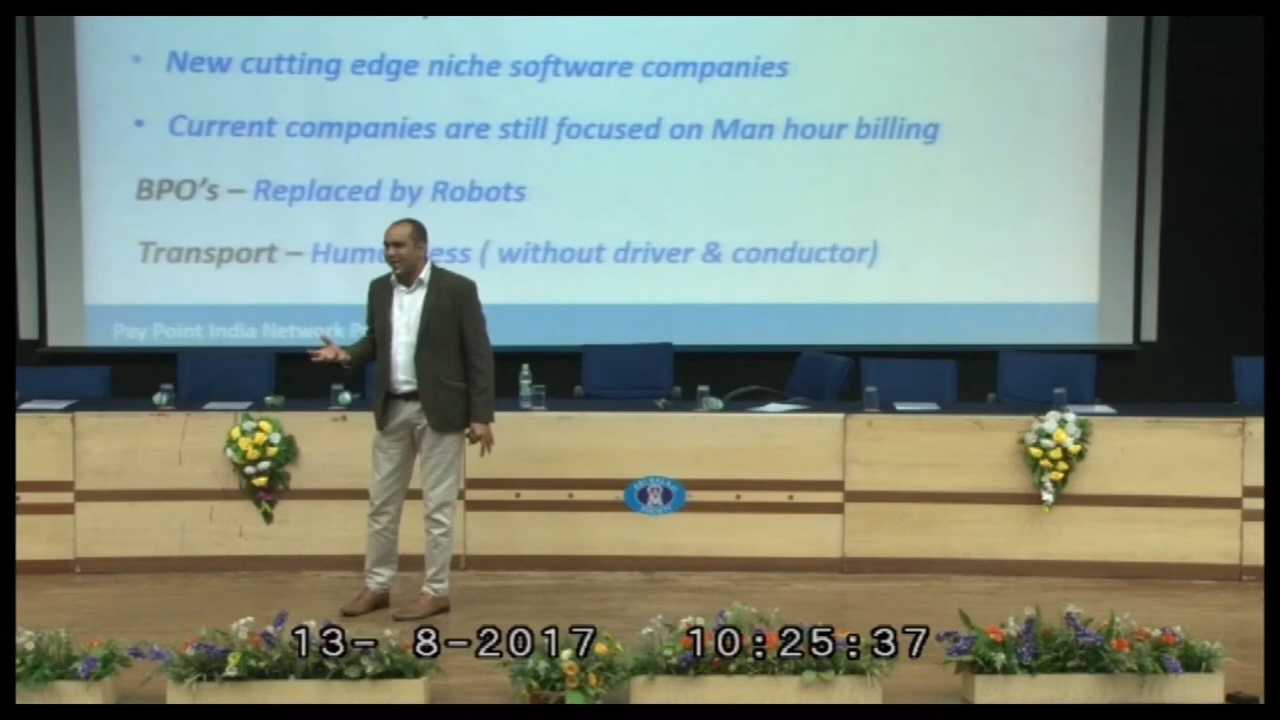 • New cutting edge niche software companies
• Current companies are still focused on Man hour billing
BPO's – Replaced by Robots
Transport – ess ( without driver & conductor)
Pay Point India Network
SOCIETY
13- 8-2017 10:25:37